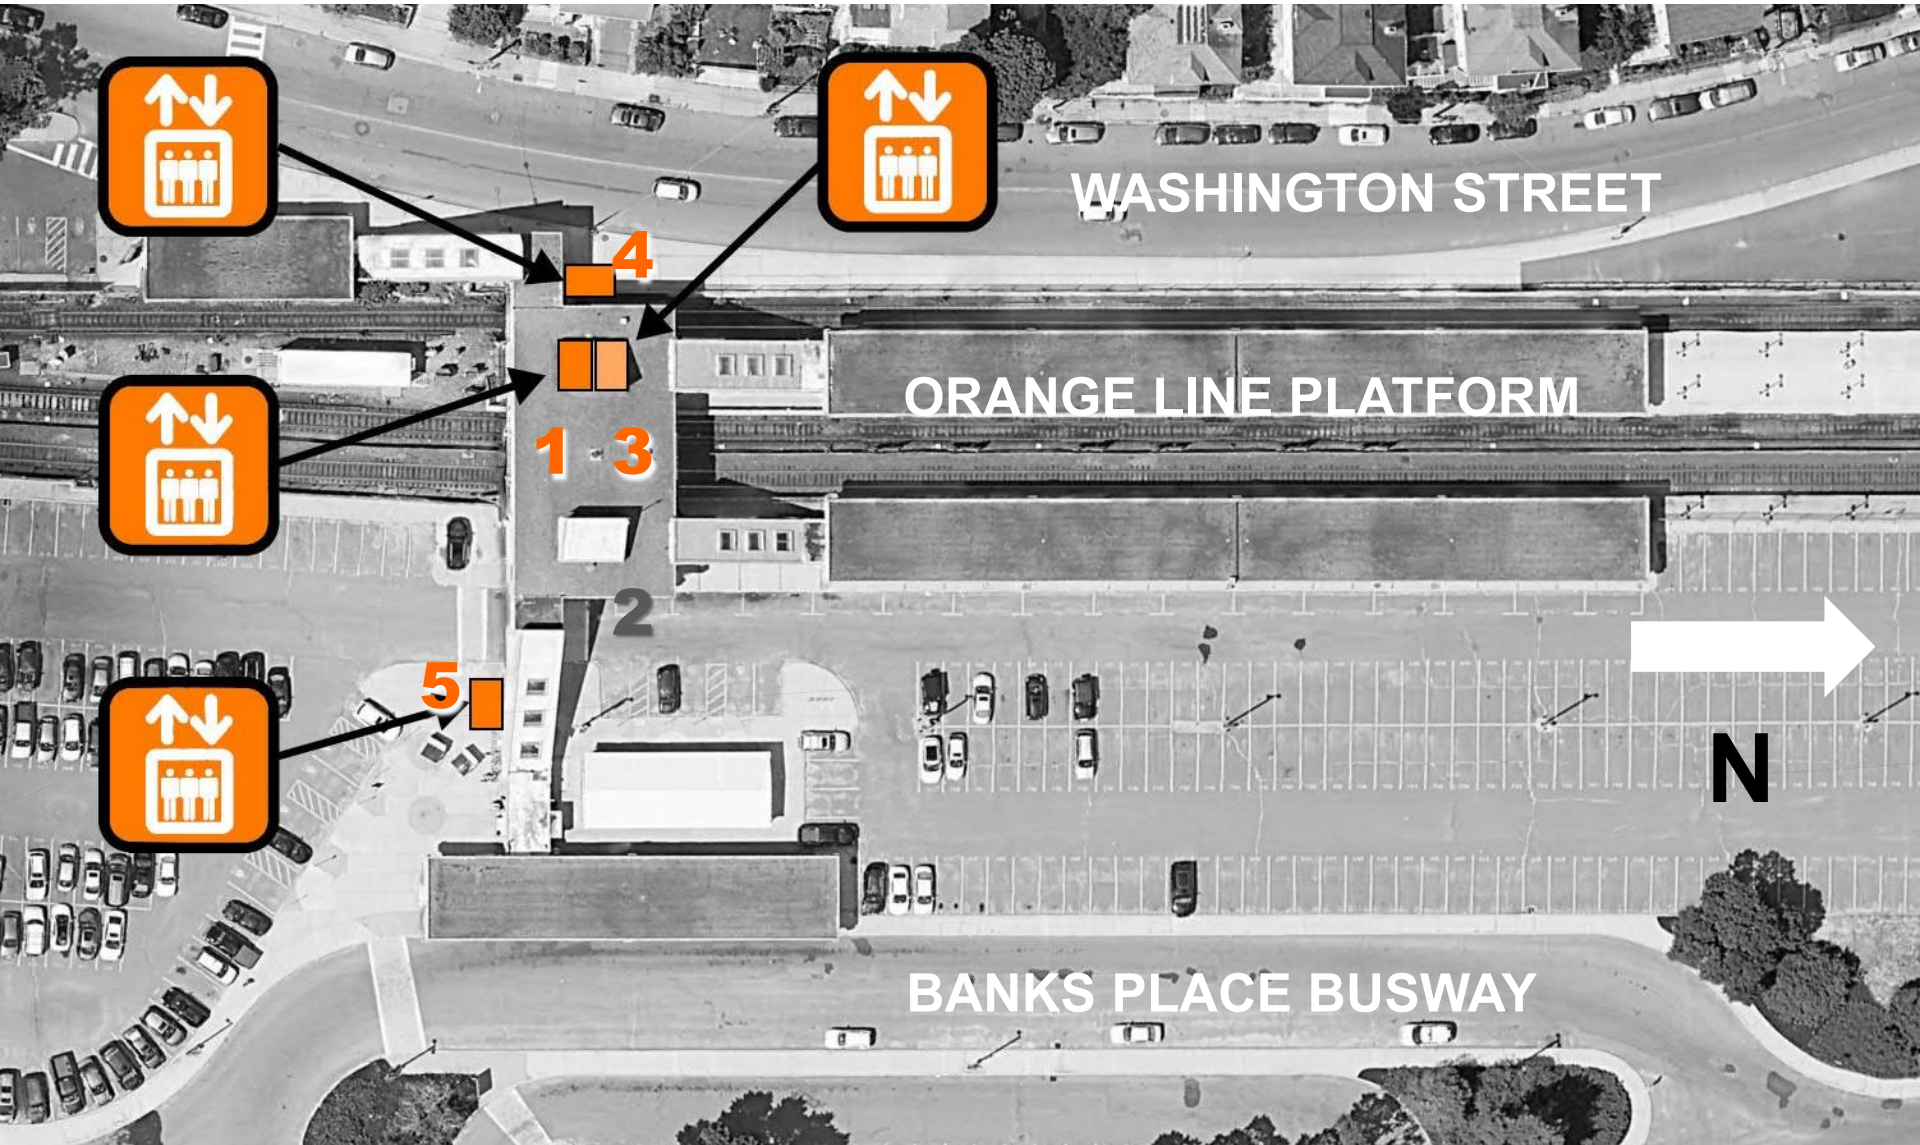 WASHINGTON STREET
4
ORANGE LINE PLATFORM
1 3
2
5
N
BANKS PLACE BUSWAY